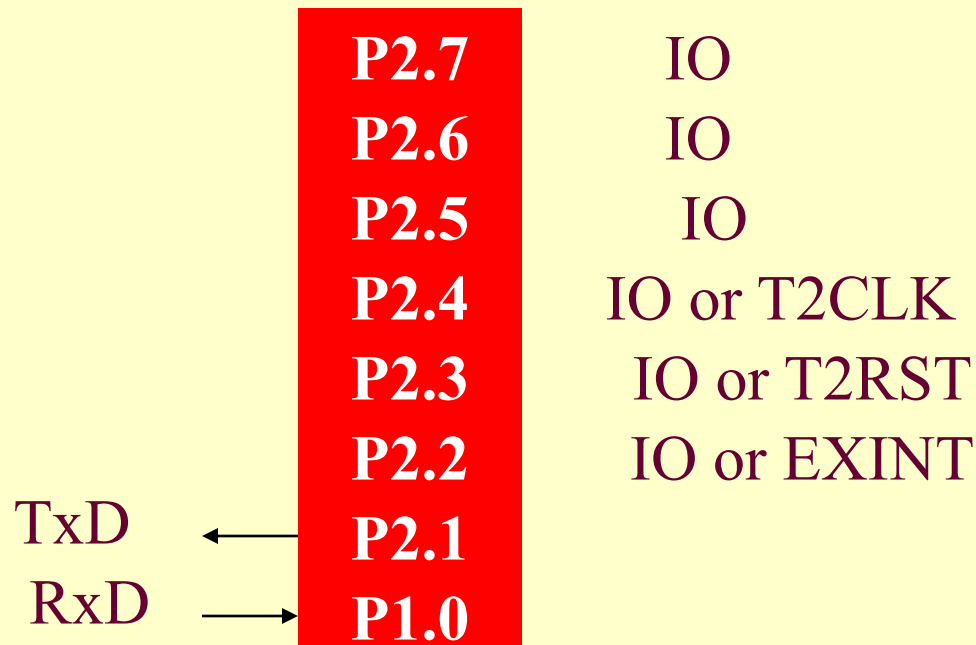 P2.7 IO
P2.6 IO
P2.5 IO
P2.4 IO or T2CLK
P2.3 IO or T2RST
P2.2 IO or EXINT
TxD P2.1
RxD P1.0